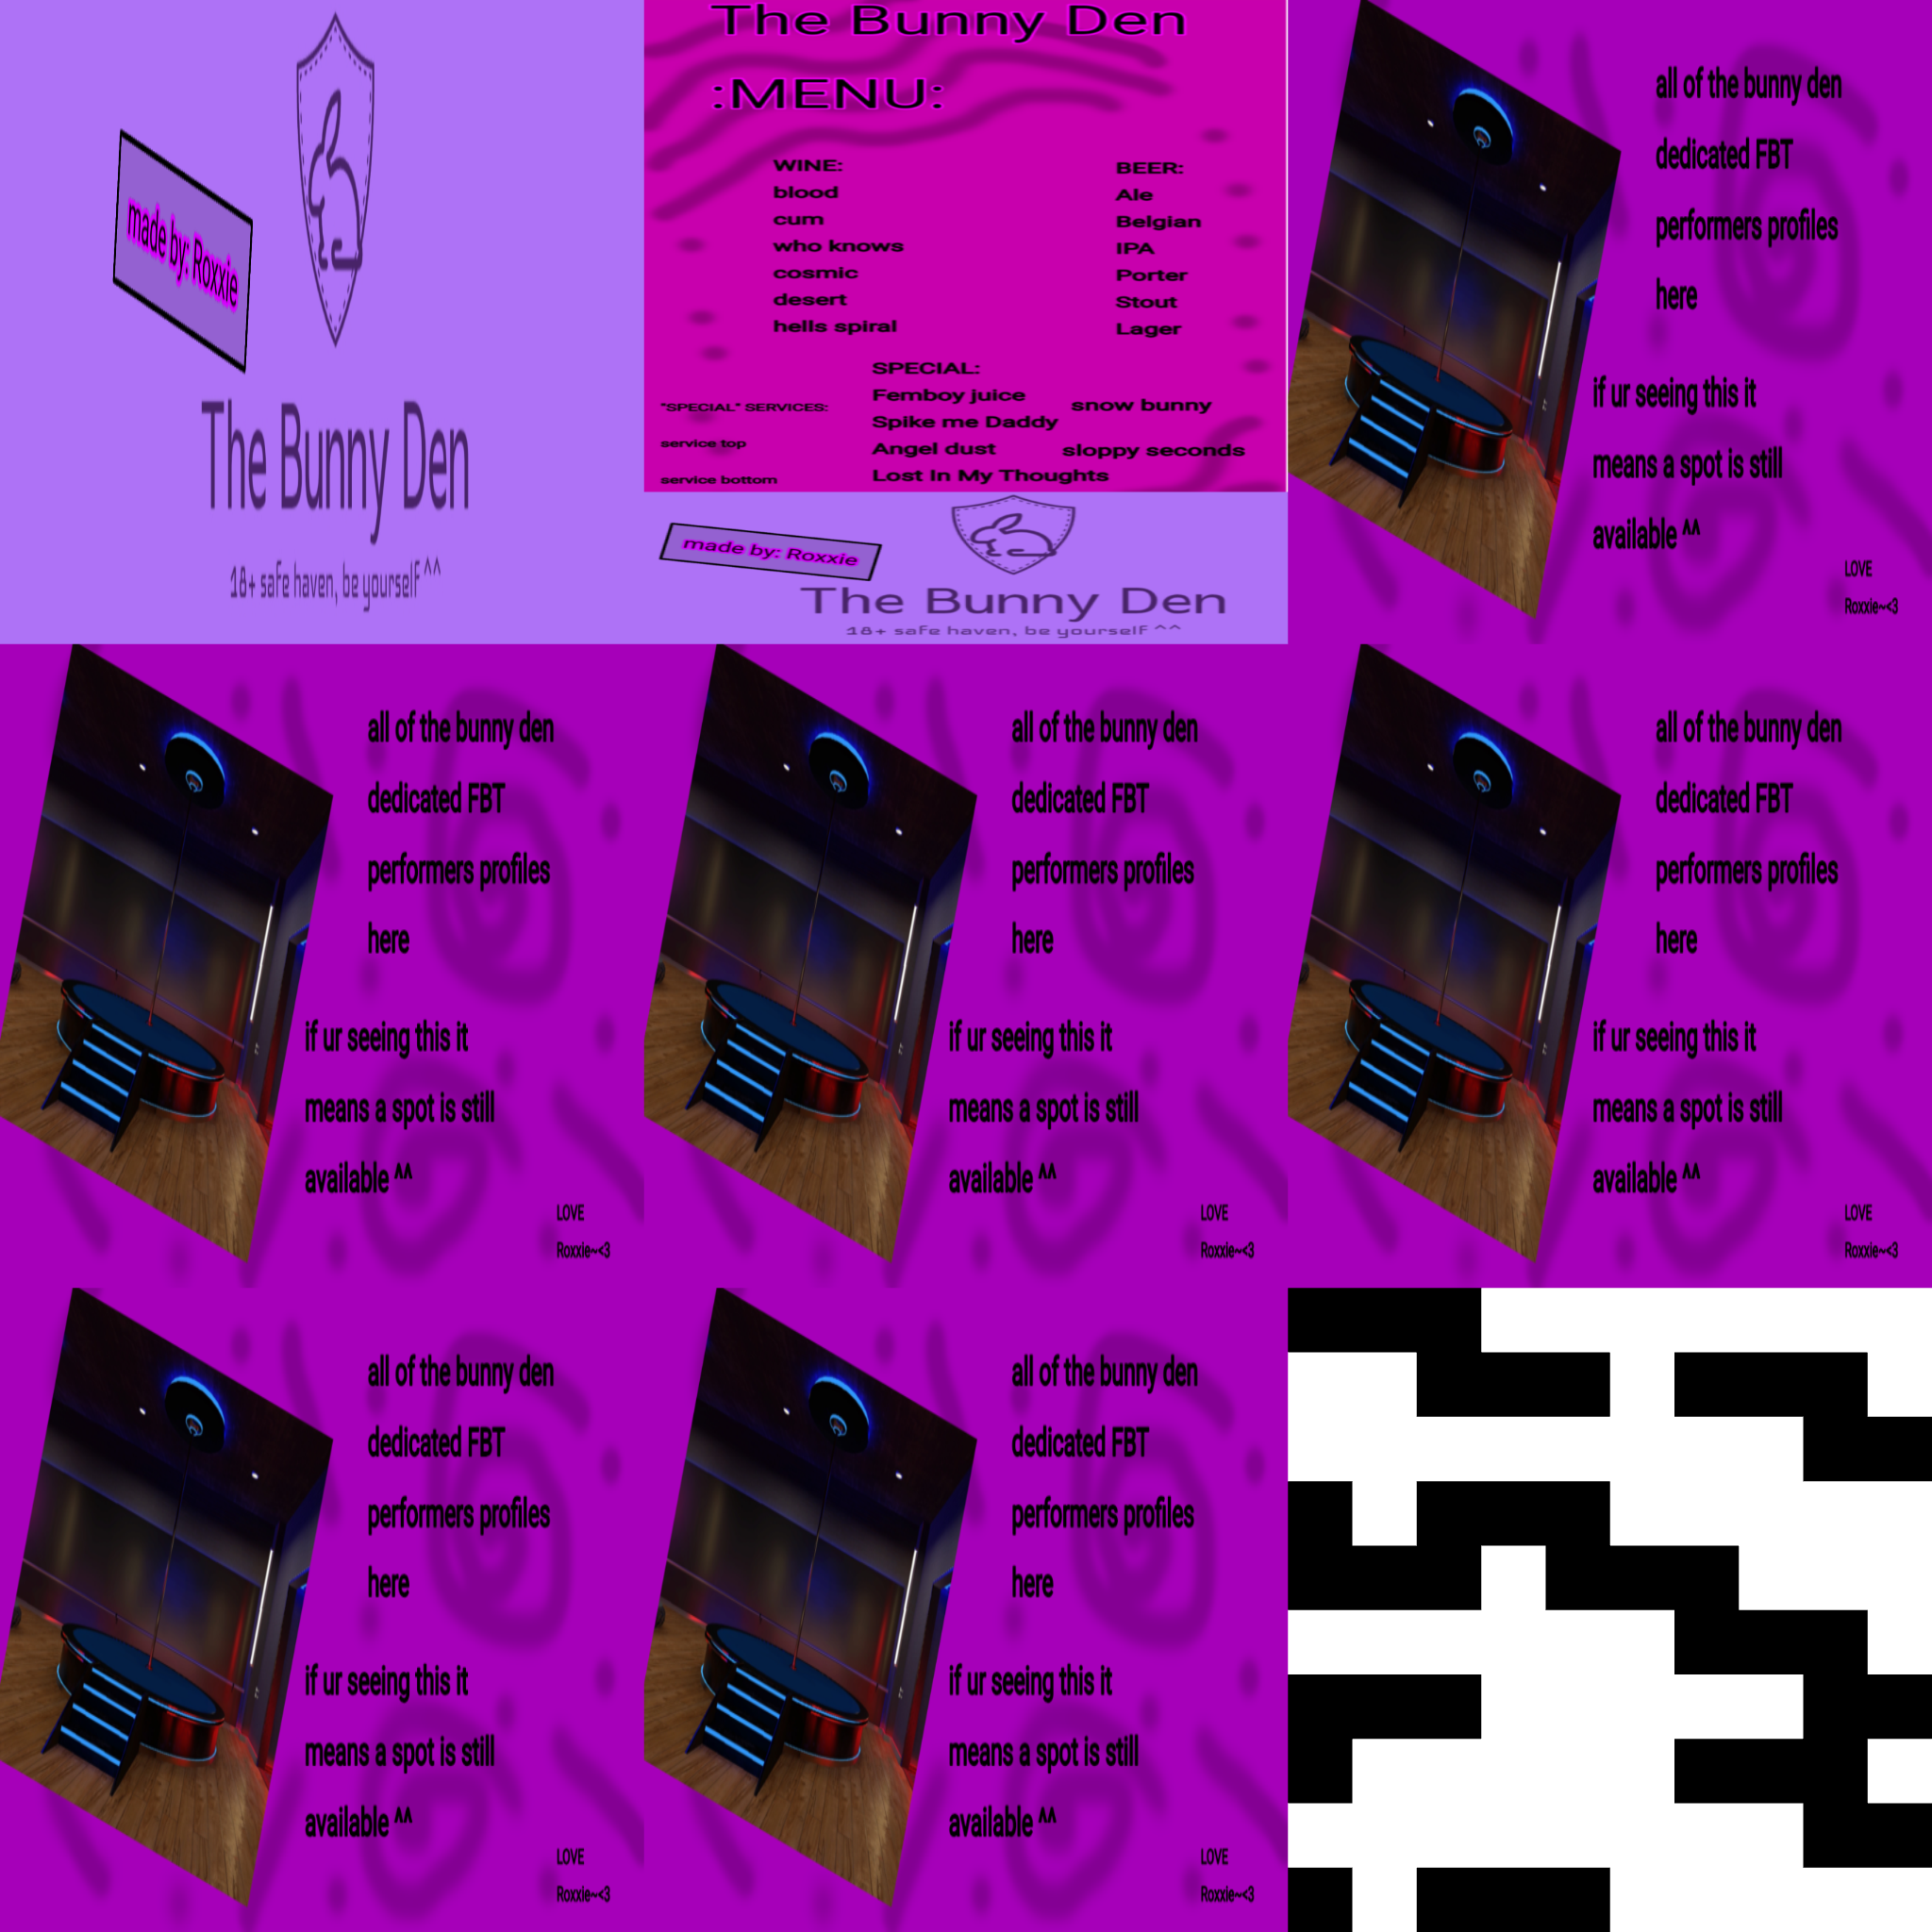 made by: Roxxie
The Bunny Den
18+ safe haven, be yourself ^^
The Bunny Den
:MENU:
WINE:
blood
cum
who knows
cosmic
desert
hells spiral
BEER:
Ale
Belgian
IPA
Porter
Stout
Lager
SPECIAL:
Femboy juice
Spike me Daddy
Angel dust
Lost In My Thoughts
snow bunny
sloppy seconds
"SPECIAL" SERVICES:
service top
service bottom
made by: Roxxie
The Bunny Den
18+ safe haven, be yourself ^^
all of the bunny den
dedicated FBT
performers profiles
here
if ur seeing this it
means a spot is still
available ^^
LOVE
Roxxie~<3
all of the bunny den
dedicated FBT
performers profiles
here
if ur seeing this it
means a spot is still
available ^^
LOVE
Roxxie~<3
all of the bunny den
dedicated FBT
performers profiles
here
if ur seeing this it
means a spot is still
available ^^
LOVE
Roxxie~<3
all of the bunny den
dedicated FBT
performers profiles
here
if ur seeing this it
means a spot is still
available ^^
LOVE
Roxxie~<3
all of the bunny den
dedicated FBT
performers profiles
here
if ur seeing this it
means a spot is still
available ^^
LOVE
Roxxie~<3
all of the bunny den
dedicated FBT
performers profiles
here
if ur seeing this it
means a spot is still
available ^^
LOVE
Roxxie~<3